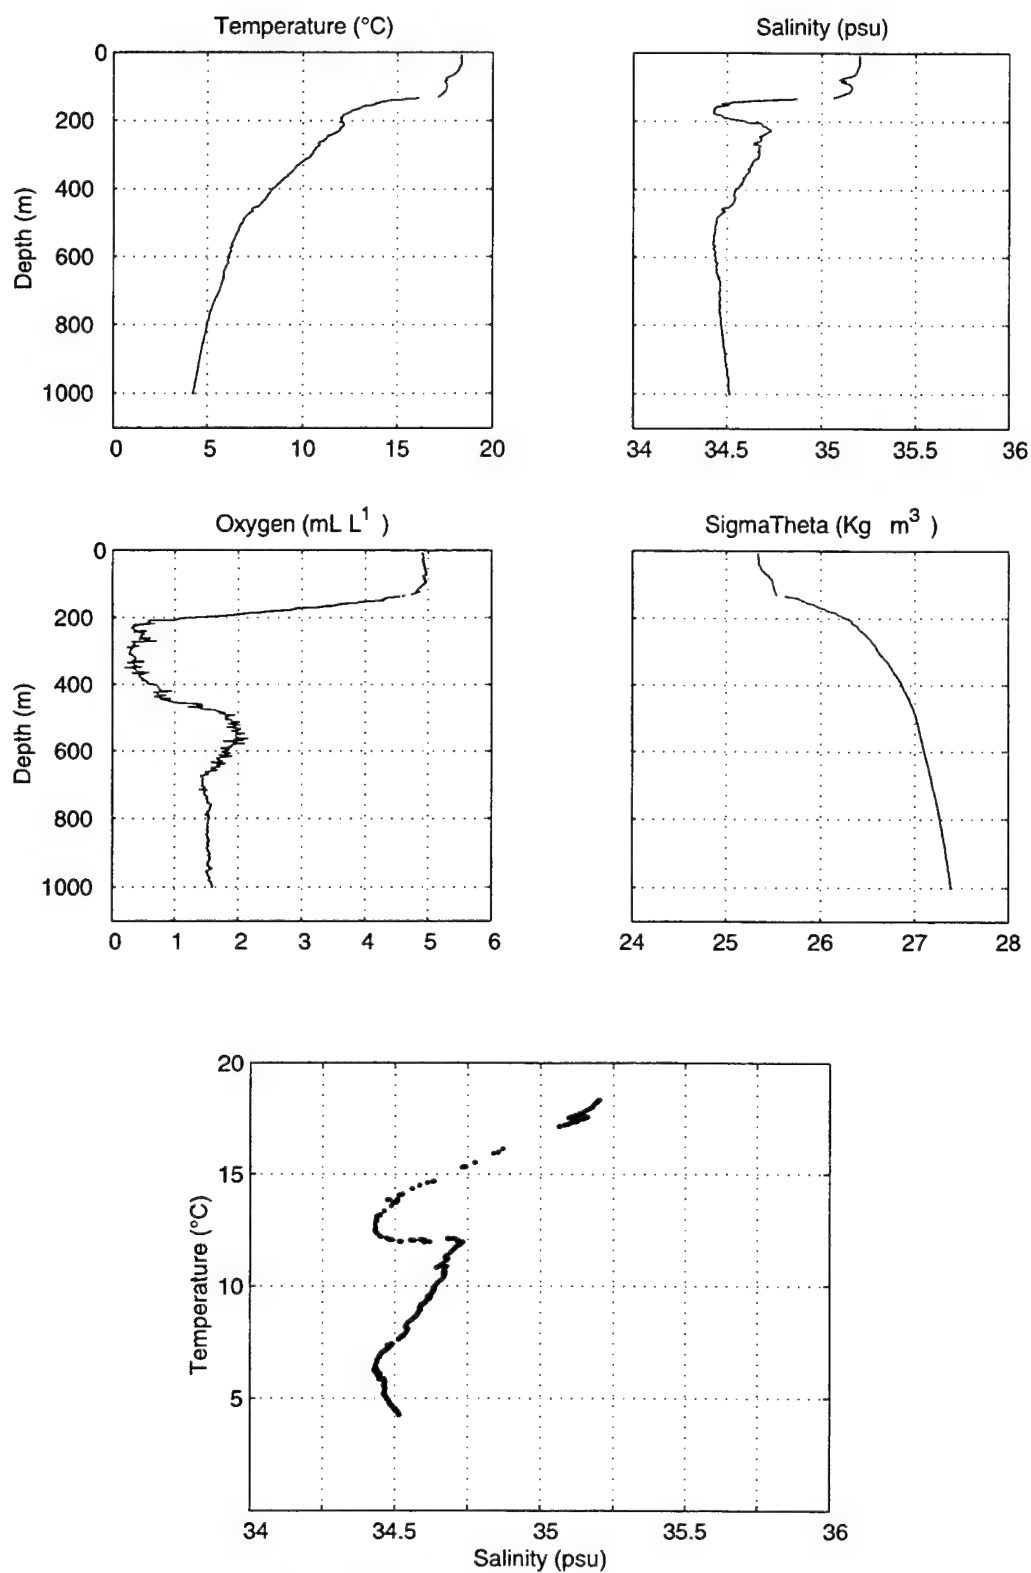 Temperature (°C)
Salinity (psu)
0
200
400
600
800
1000
Depth (m)
0 5 10 15 20
34 34.5 35 35.5 36
Oxygen (mL L1 )
SigmaTheta (Kg m3 )
0
200
400
600
800
1000
Depth (m)
0 1 2 3 4 5 6
24 25 26 27 28
20
15
10
5
Temperature (°C)
34 34.5 35 35.5 36
Salinity (psu)